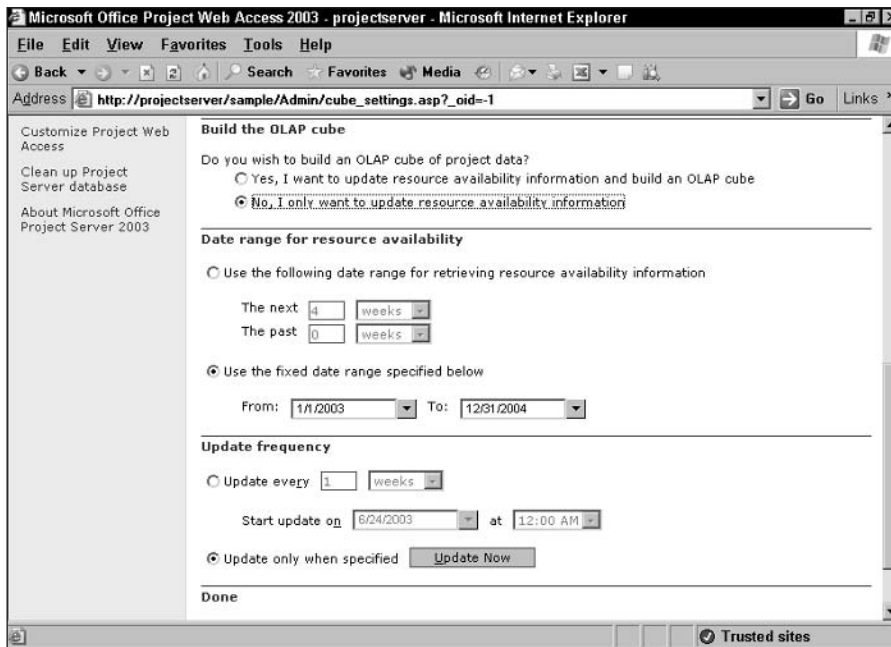 Microsoft Office Project Web Access 2003 - projectserver - Microsoft Internet Explorer
File Edit View Favorites Tools Help
Back Search Favorites Media
Address http://projectserver/sample/Admin/cube_settings.asp?_oid=-1 Go Links »
Customize Project Web
Access
Clean up Project
Server database
About Microsoft Office
Project Server 2003
Build the OLAP cube
Do you wish to build an OLAP cube of project data?
Yes, I want to update resource availability information and build an OLAP cube
No, I only want to update resource availability information
Date range for resource availability
Use the following date range for retrieving resource availability information
The next 4 weeks
The past 0 weeks
Use the fixed date range specified below
From: 1/1/2003 To: 12/31/2004
Update frequency
Update every 1 weeks
Start update on 6/24/2003 at 12:00 AM
Update only when specified Update Now
Done
Trusted sites